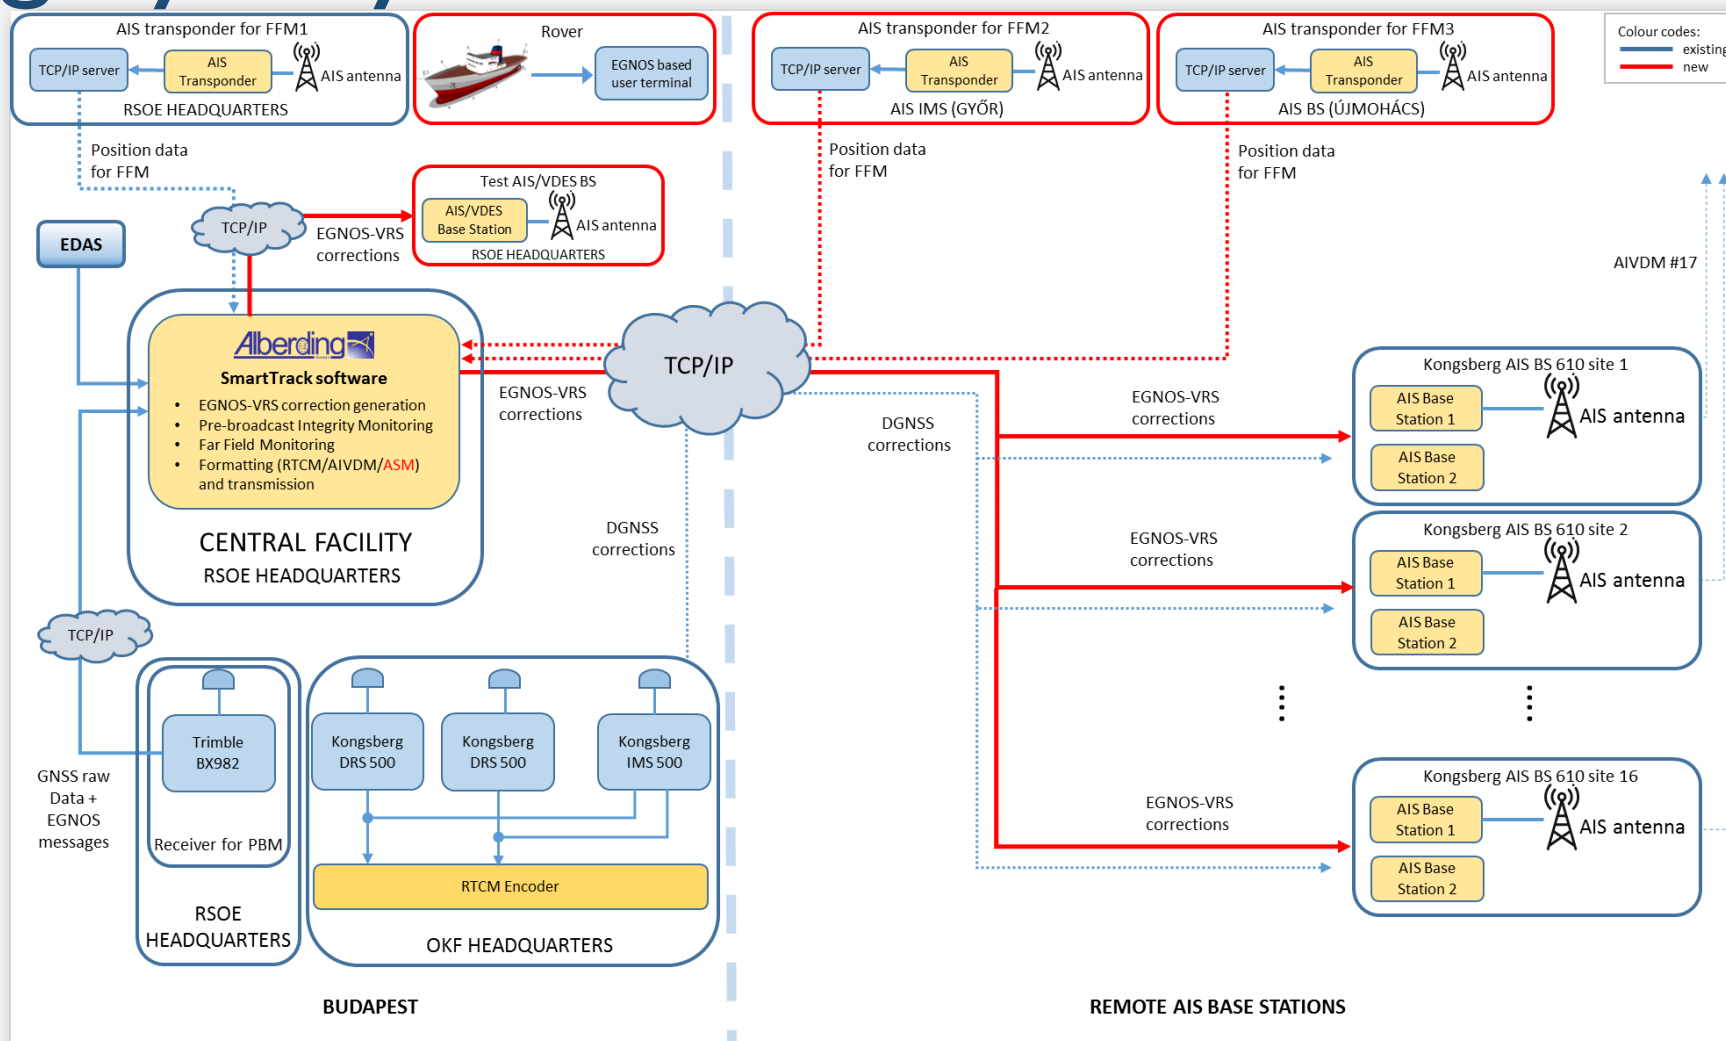 AIS transponder for FFM1
TCP/IP server
AIS
Transponder
AIS antenna
RSOE HEADQUARTERS
Rover
EGNOS based
user terminal
AIS transponder for FFM2
TCP/IP server
AIS
Transponder
AIS antenna
AIS IMS (GYŐR)
AIS transponder for FFM3
TCP/IP server
AIS
Transponder
AIS antenna
AIS BS (ÚJMOHÁCS)
Colour codes:
existing
new
Position data
for FFM
Position data
for FFM
Position data
for FFM
Test AIS/VDES BS
AIS/VDES
Base Station
AIS antenna
RSOE HEADQUARTERS
TCP/IP
EGNOS-VRS
corrections
EDAS
AIVDM #17
Alberding
SmartTrack software
• EGNOS-VRS correction generation
• Pre-broadcast Integrity Monitoring
• Far Field Monitoring
• Formatting (RTCM/AIVDM/ASM)
and transmission
CENTRAL FACILITY
RSOE HEADQUARTERS
TCP/IP
EGNOS-VRS
corrections
DGNSS
corrections
DGNSS
corrections
EGNOS-VRS
corrections
Kongsberg AIS BS 610 site 1
AIS Base
Station 1
AIS antenna
AIS Base
Station 2
EGNOS-VRS
corrections
Kongsberg AIS BS 610 site 2
AIS Base
Station 1
AIS antenna
AIS Base
Station 2
EGNOS-VRS
corrections
Kongsberg AIS BS 610 site 16
AIS Base
Station 1
AIS antenna
AIS Base
Station 2
TCP/IP
GNSS raw
Data +
EGNOS
messages
Trimble
BX982
Receiver for PBM
RSOE
HEADQUARTERS
Kongsberg
DRS 500
Kongsberg
DRS 500
Kongsberg
IMS 500
RTCM Encoder
OKF HEADQUARTERS
BUDAPEST
REMOTE AIS BASE STATIONS